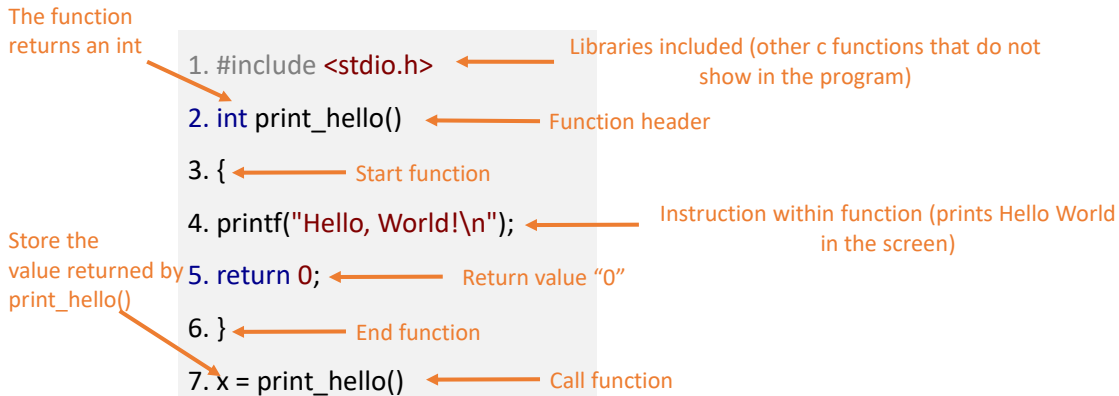 The function
returns an int
Libraries included (other c functions that do not
show in the program)
1. #include <stdio.h>
2. int print_hello()
Function header
3. {
Start function
4. printf("Hello, World!\n");
Instruction within function (prints Hello World
in the screen)
Store the
value returned by
print_hello()
5. return 0;
Return value “0”
6. }
End function
7. x = print_hello()
Call function